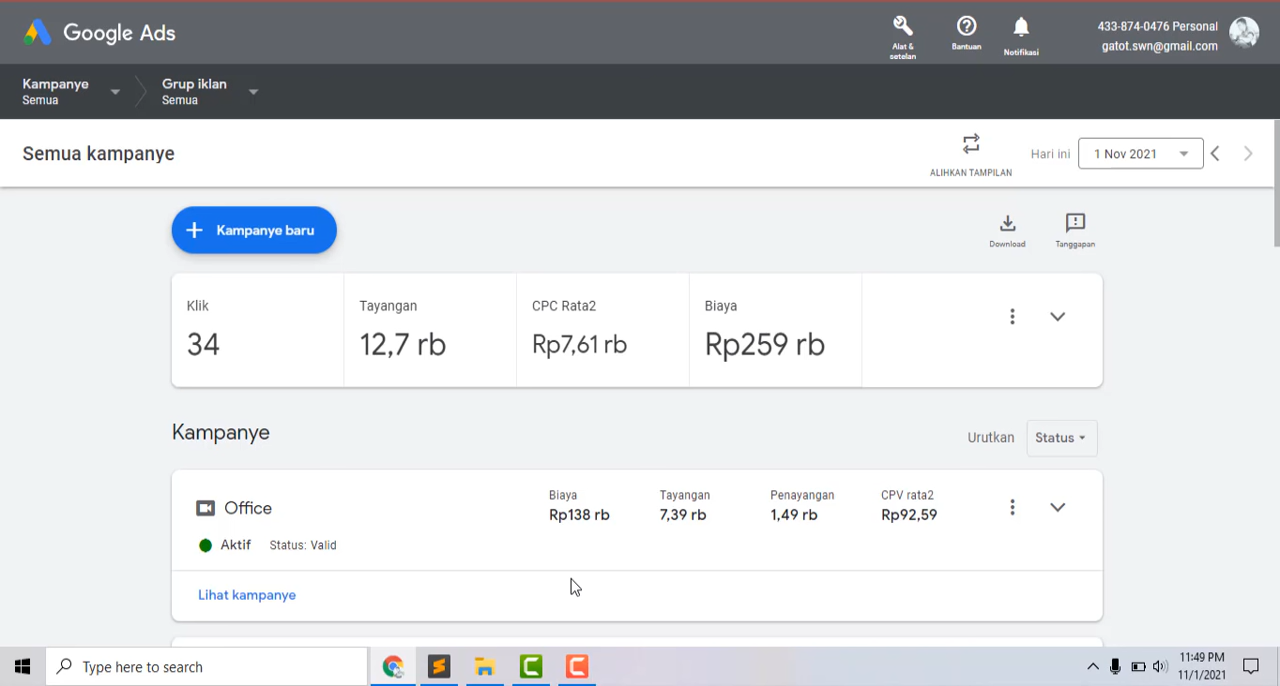 Google Ads
Alat & setelan
Bantuan
Notifikasi
433-874-0476 Personal
gatot.swn@gmail.com
Kampanye
Semua
Grup iklan
Semua
Semua kampanye
ALIHKAN TAMPILAN
Hari ini
1 Nov 2021
Kampanye baru
Download
Tanggapan
Klik
34
Tayangan
12,7 rb
CPC Rata2
Rp7,61 rb
Biaya
Rp259 rb
Kampanye
Urutkan
Status
Office
Biaya
Rp138 rb
Tayangan
7,39 rb
Penayangan
1,49 rb
CPV rata2
Rp92,59
Aktif
Status: Valid
Lihat kampanye
Type here to search
11:49 PM
11/1/2021